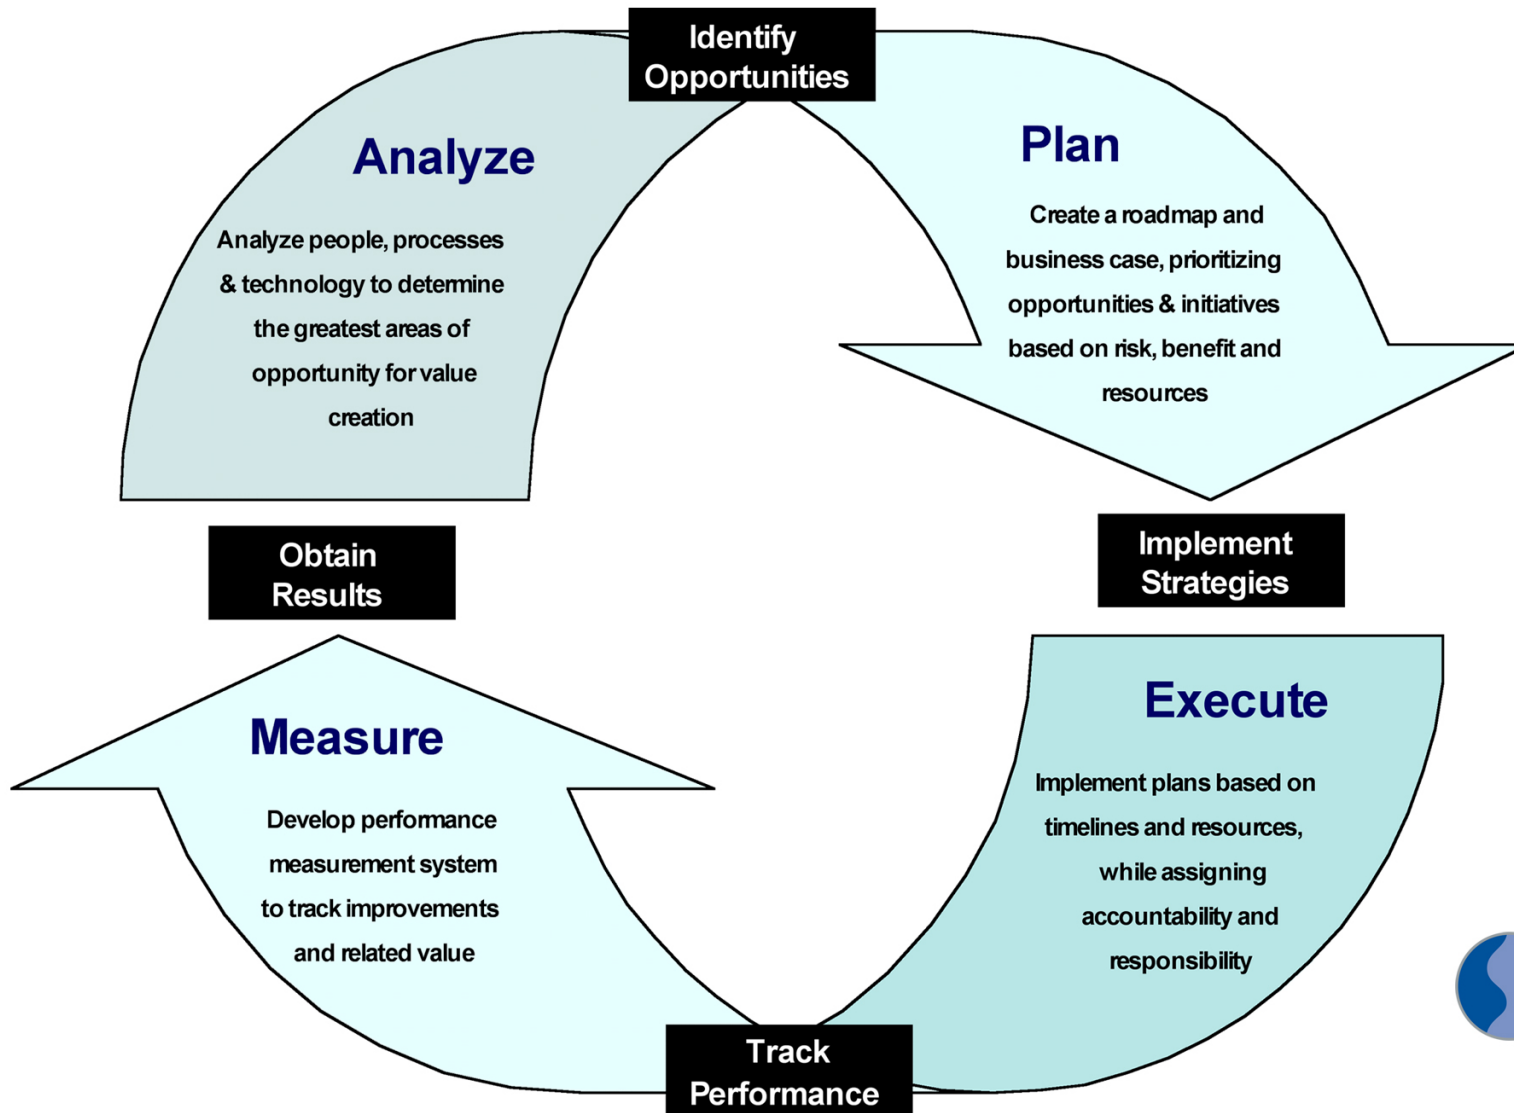 Identify
Opportunities
Analyze
Analyze people, processes
& technology to determine
the greatest areas of
opportunity for value
creation
Plan
Create a roadmap and
business case, prioritizing
opportunities & initiatives
based on risk, benefit and
resources
Obtain
Results
Implement
Strategies
Measure
Develop performance
measurement system
to track improvements
and related value
Execute
Implement plans based on
timelines and resources,
while assigning
accountability and
responsibility
Track
Performance